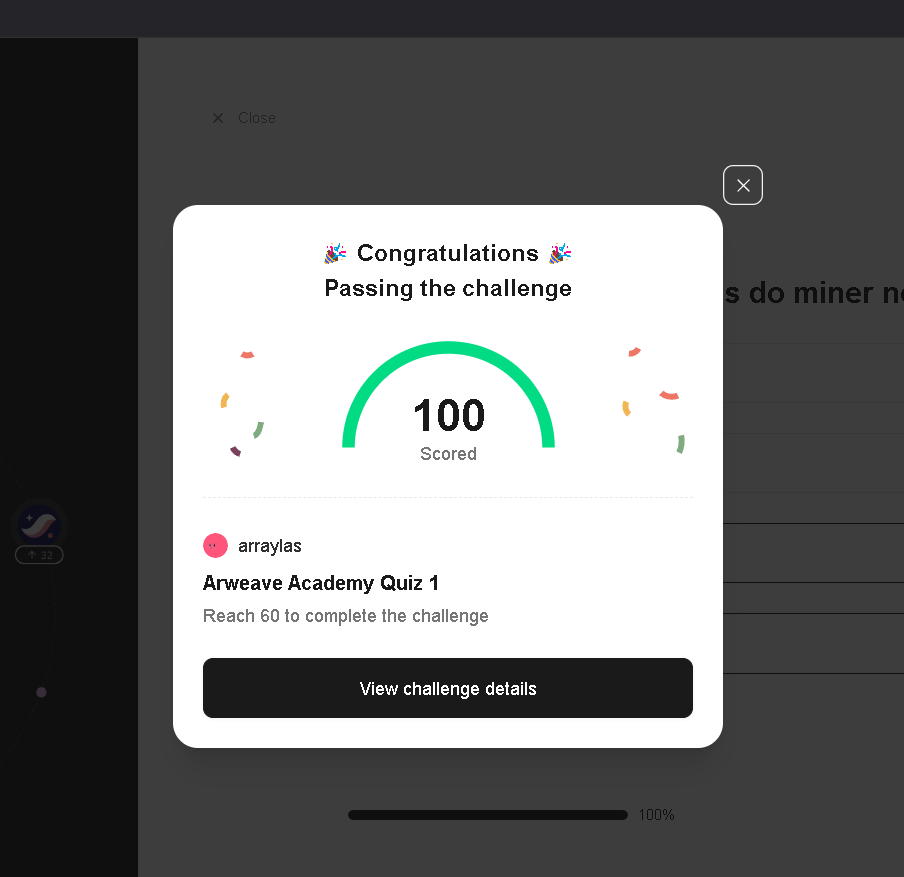 Close
🎉 Congratulations 🎉
Passing the challenge
s do miner
100
Scored
32
arraylas
Arweave Academy Quiz 1
Reach 60 to complete the challenge
View challenge details
100%